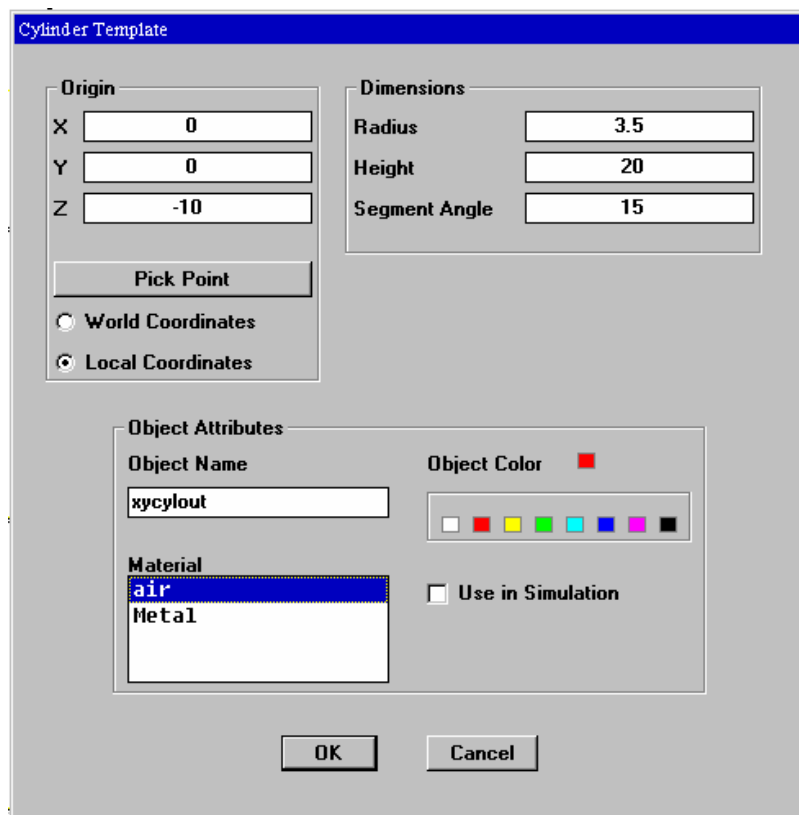 Cylinder Template
Origin
X 0
Y 0
Z -10
Pick Point
World Coordinates
Local Coordinates
Dimensions
Radius 3.5
Height 20
Segment Angle 15
Object Attributes
Object Name
xycylout
Material
air
Metal
Object Color
Use in Simulation
OK
Cancel